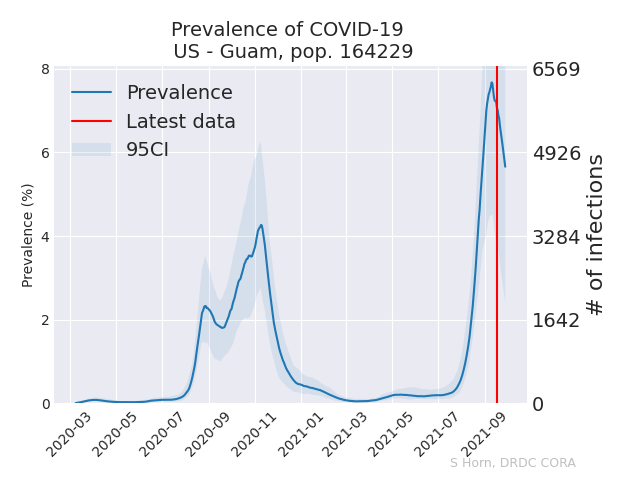 Prevalence of COVID-19
US - Guam, pop. 164229
Prevalence
Latest data
95CI
Prevalence (%)
8
6
4
2
0
6569
4926
3284
1642
0
# of infections
2020-03
2020-05
2020-07
2020-09
2020-11
2021-01
2021-03
2021-05
2021-07
2021-09
S Horn, DRDC CORA